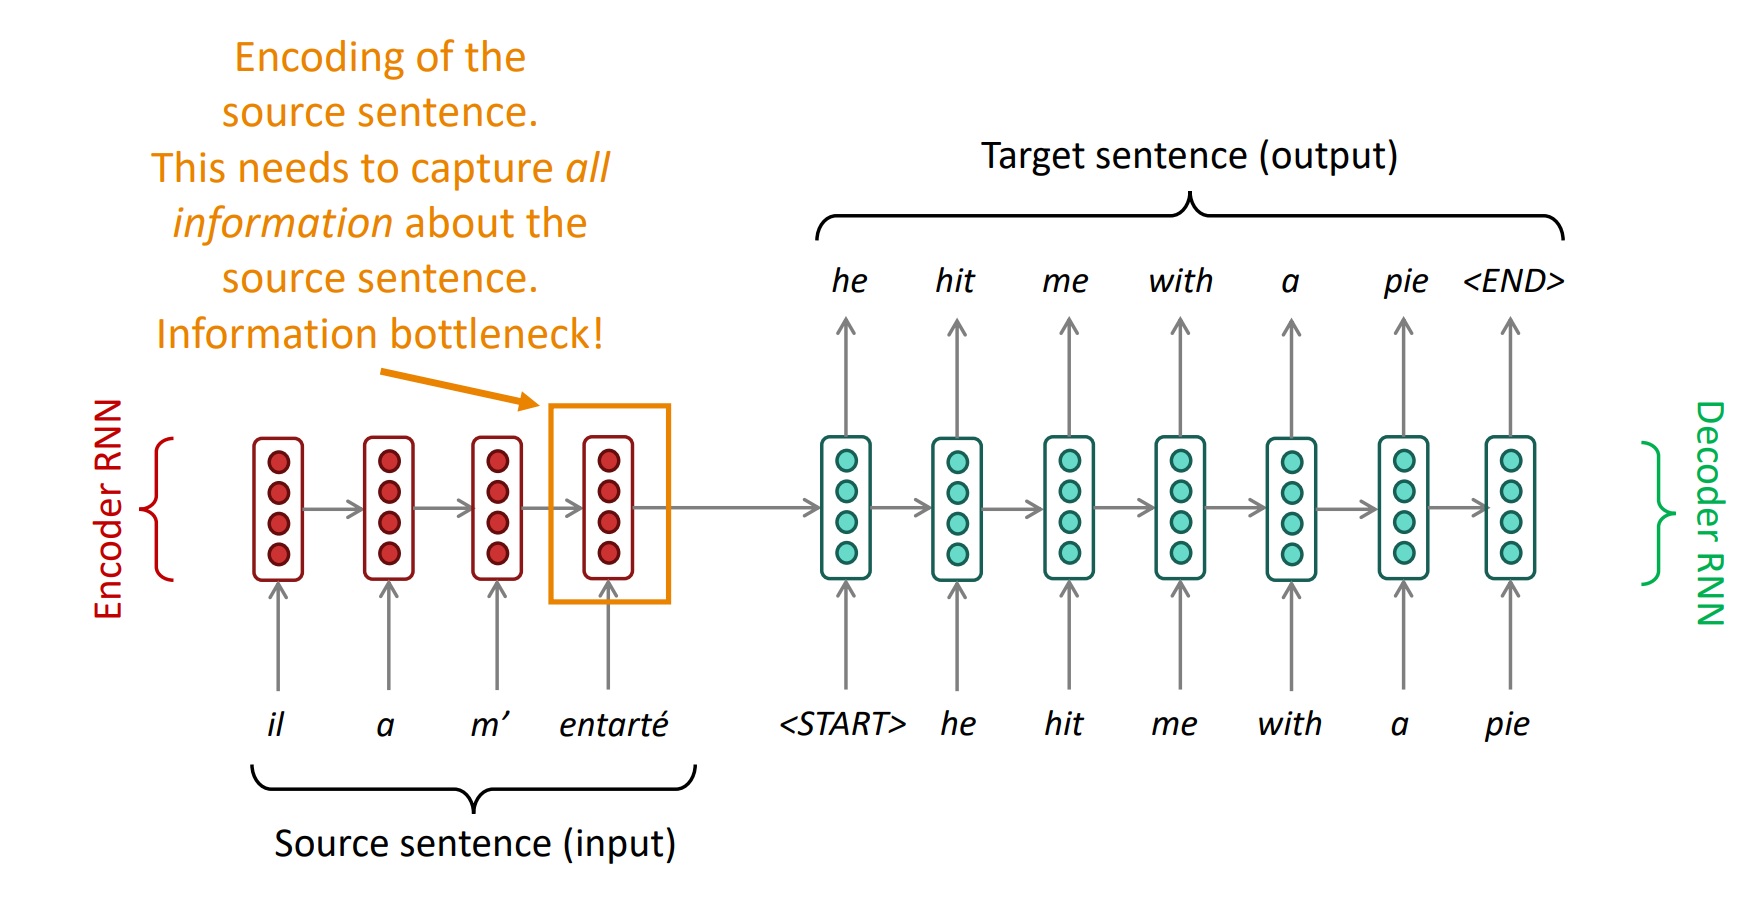 Encoding of the
source sentence.
This needs to capture all
information about the
source sentence.
Information bottleneck!
Target sentence (output)
he hit me with a pie <END>
Encoder RNN
Decoder RNN
il a m’ entarté <START> he hit me with a pie
Source sentence (input)